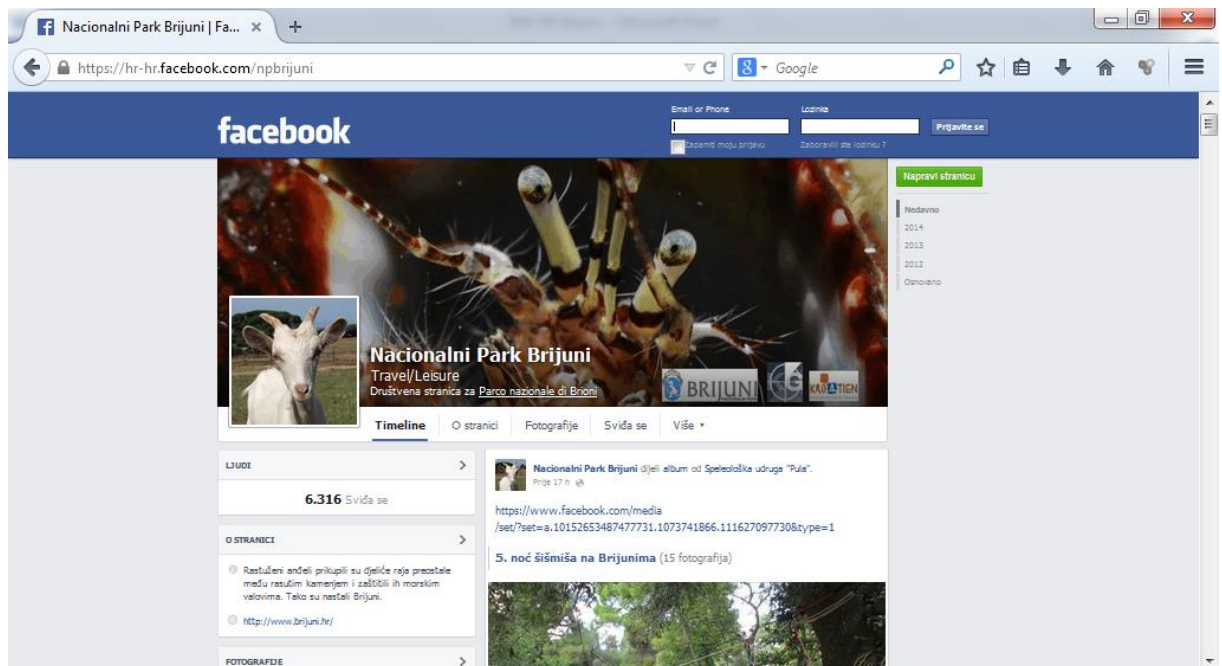 Nacionalni Park Brijuni | Fa...
https://hr-hr.facebook.com/npbrijuni
Google
facebook
Email or Phone
Lozinka
Prijavite se
Zapamti moju prijavu
Zaboravili ste lozinku ?
Napravi stranicu
Nedavno
2014
2013
2012
Osnovano
Nacionalni Park Brijuni
Travel/Leisure
Društvena stranica za Parco nazionale di Brioni
BRIJUNI
KROATIEN
Timeline
O stranici
Fotografije
Sviđa se
Više
LJUDI
6.316 Sviđa se
O STRANICI
Rastuženi anđeli prikupili su djeliće raja preostale
među rasutim kamenjem i zaštitili ih morskim
valovima. Tako su nastali Brijuni.
http://www.brijuni.hr/
FOTOGRAFIJE
Nacionalni Park Brijuni dijeli album od Speleološka udruga "Pula".
Prije 17 h
https://www.facebook.com/media
/set/?set=a.10152653487477731.1073741866.111627097730&type=1
5. noć šišmiša na Brijunima (15 fotografija)